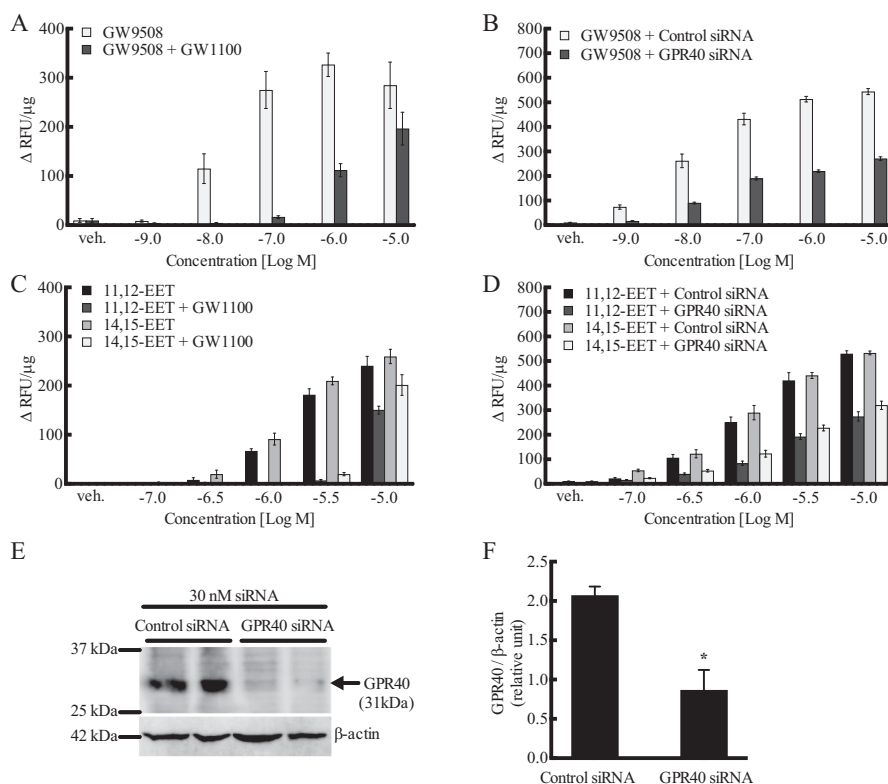 A
GW9508
GW9508 + GW1100
400
300
200
100
0
Δ RFU/µg
veh. -9.0 -8.0 -7.0 -6.0 -5.0
Concentration [Log M]
B
GW9508 + Control siRNA
GW9508 + GPR40 siRNA
800
700
600
500
400
300
200
100
0
Δ RFU/µg
veh. -9.0 -8.0 -7.0 -6.0 -5.0
Concentration [Log M]
C
11,12-EET
11,12-EET + GW1100
14,15-EET
14,15-EET + GW1100
400
300
200
100
0
Δ RFU/µg
veh. -7.0 -6.5 -6.0 -5.5 -5.0
Concentration [Log M]
D
11,12-EET + Control siRNA
11,12-EET + GPR40 siRNA
14,15-EET + Control siRNA
14,15-EET + GPR40 siRNA
800
700
600
500
400
300
200
100
0
Δ RFU/µg
veh. -7.0 -6.5 -6.0 -5.5 -5.0
Concentration [Log M]
E
30 nM siRNA
Control siRNA GPR40 siRNA
37 kDa
GPR40
(31kDa)
25 kDa
42 kDa
β-actin
F
2.5
2.0
1.5
1.0
0.5
0.0
GPR40 / β-actin
(relative unit)
*
Control siRNA GPR40 siRNA